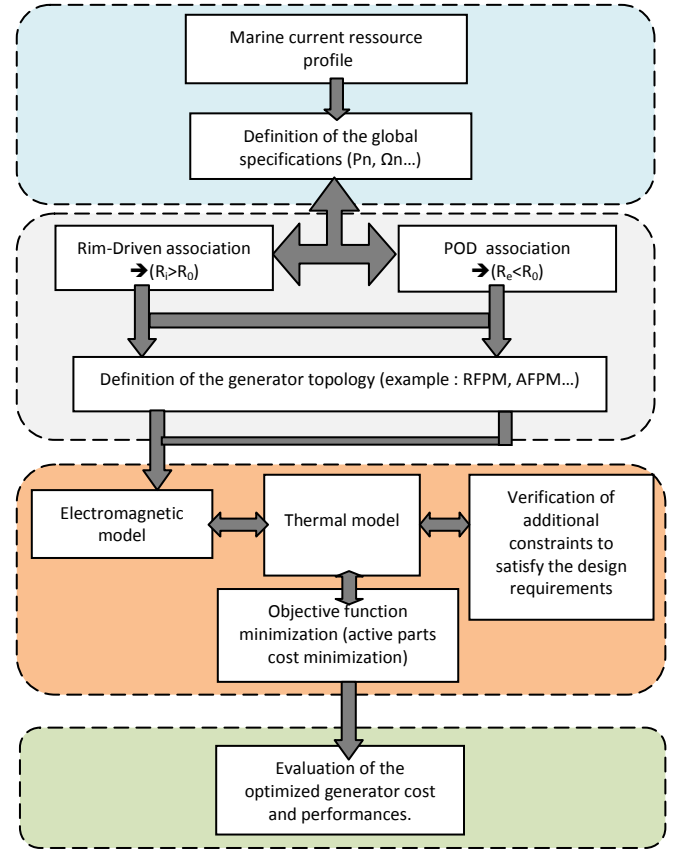 Marine current ressource
profile
Definition of the global
specifications (Pn, Ωn...)
Rim-Driven association
➔(Ri>R0)
POD association
➔(Re<R0)
Definition of the generator topology (example : RFPM, AFPM...)
Electromagnetic
model
Thermal model
Verification of
additional
constraints to
satisfy the design
requirements
Objective function
minimization (active parts
cost minimization)
Evaluation of the
optimized generator cost
and performances.